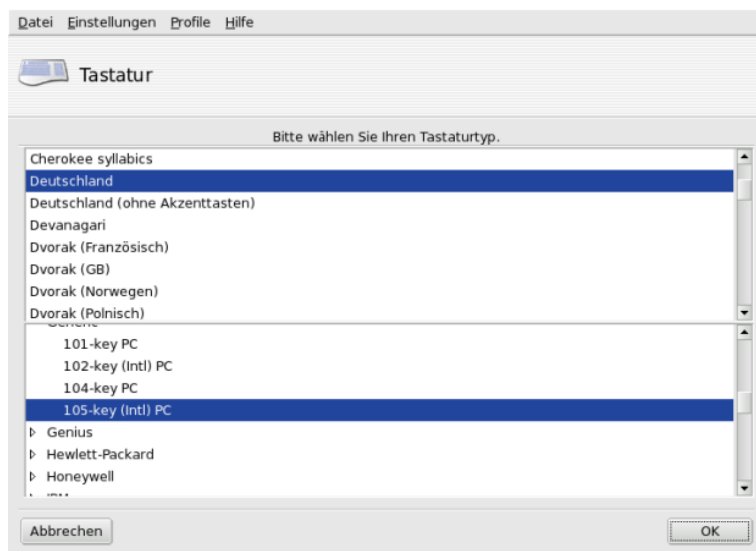 Datei Einstellungen Profile Hilfe
Tastatur
Bitte wählen Sie Ihren Tastaturtyp.
Cherokee syllabics
Deutschland
Deutschland (ohne Akzenttasten)
Devanagari
Dvorak (Französisch)
Dvorak (GB)
Dvorak (Norwegen)
Dvorak (Polnisch)
Generic
101-key PC
102-key (Intl) PC
104-key PC
105-key (Intl) PC
Genius
Hewlett-Packard
Honeywell
Abbrechen OK